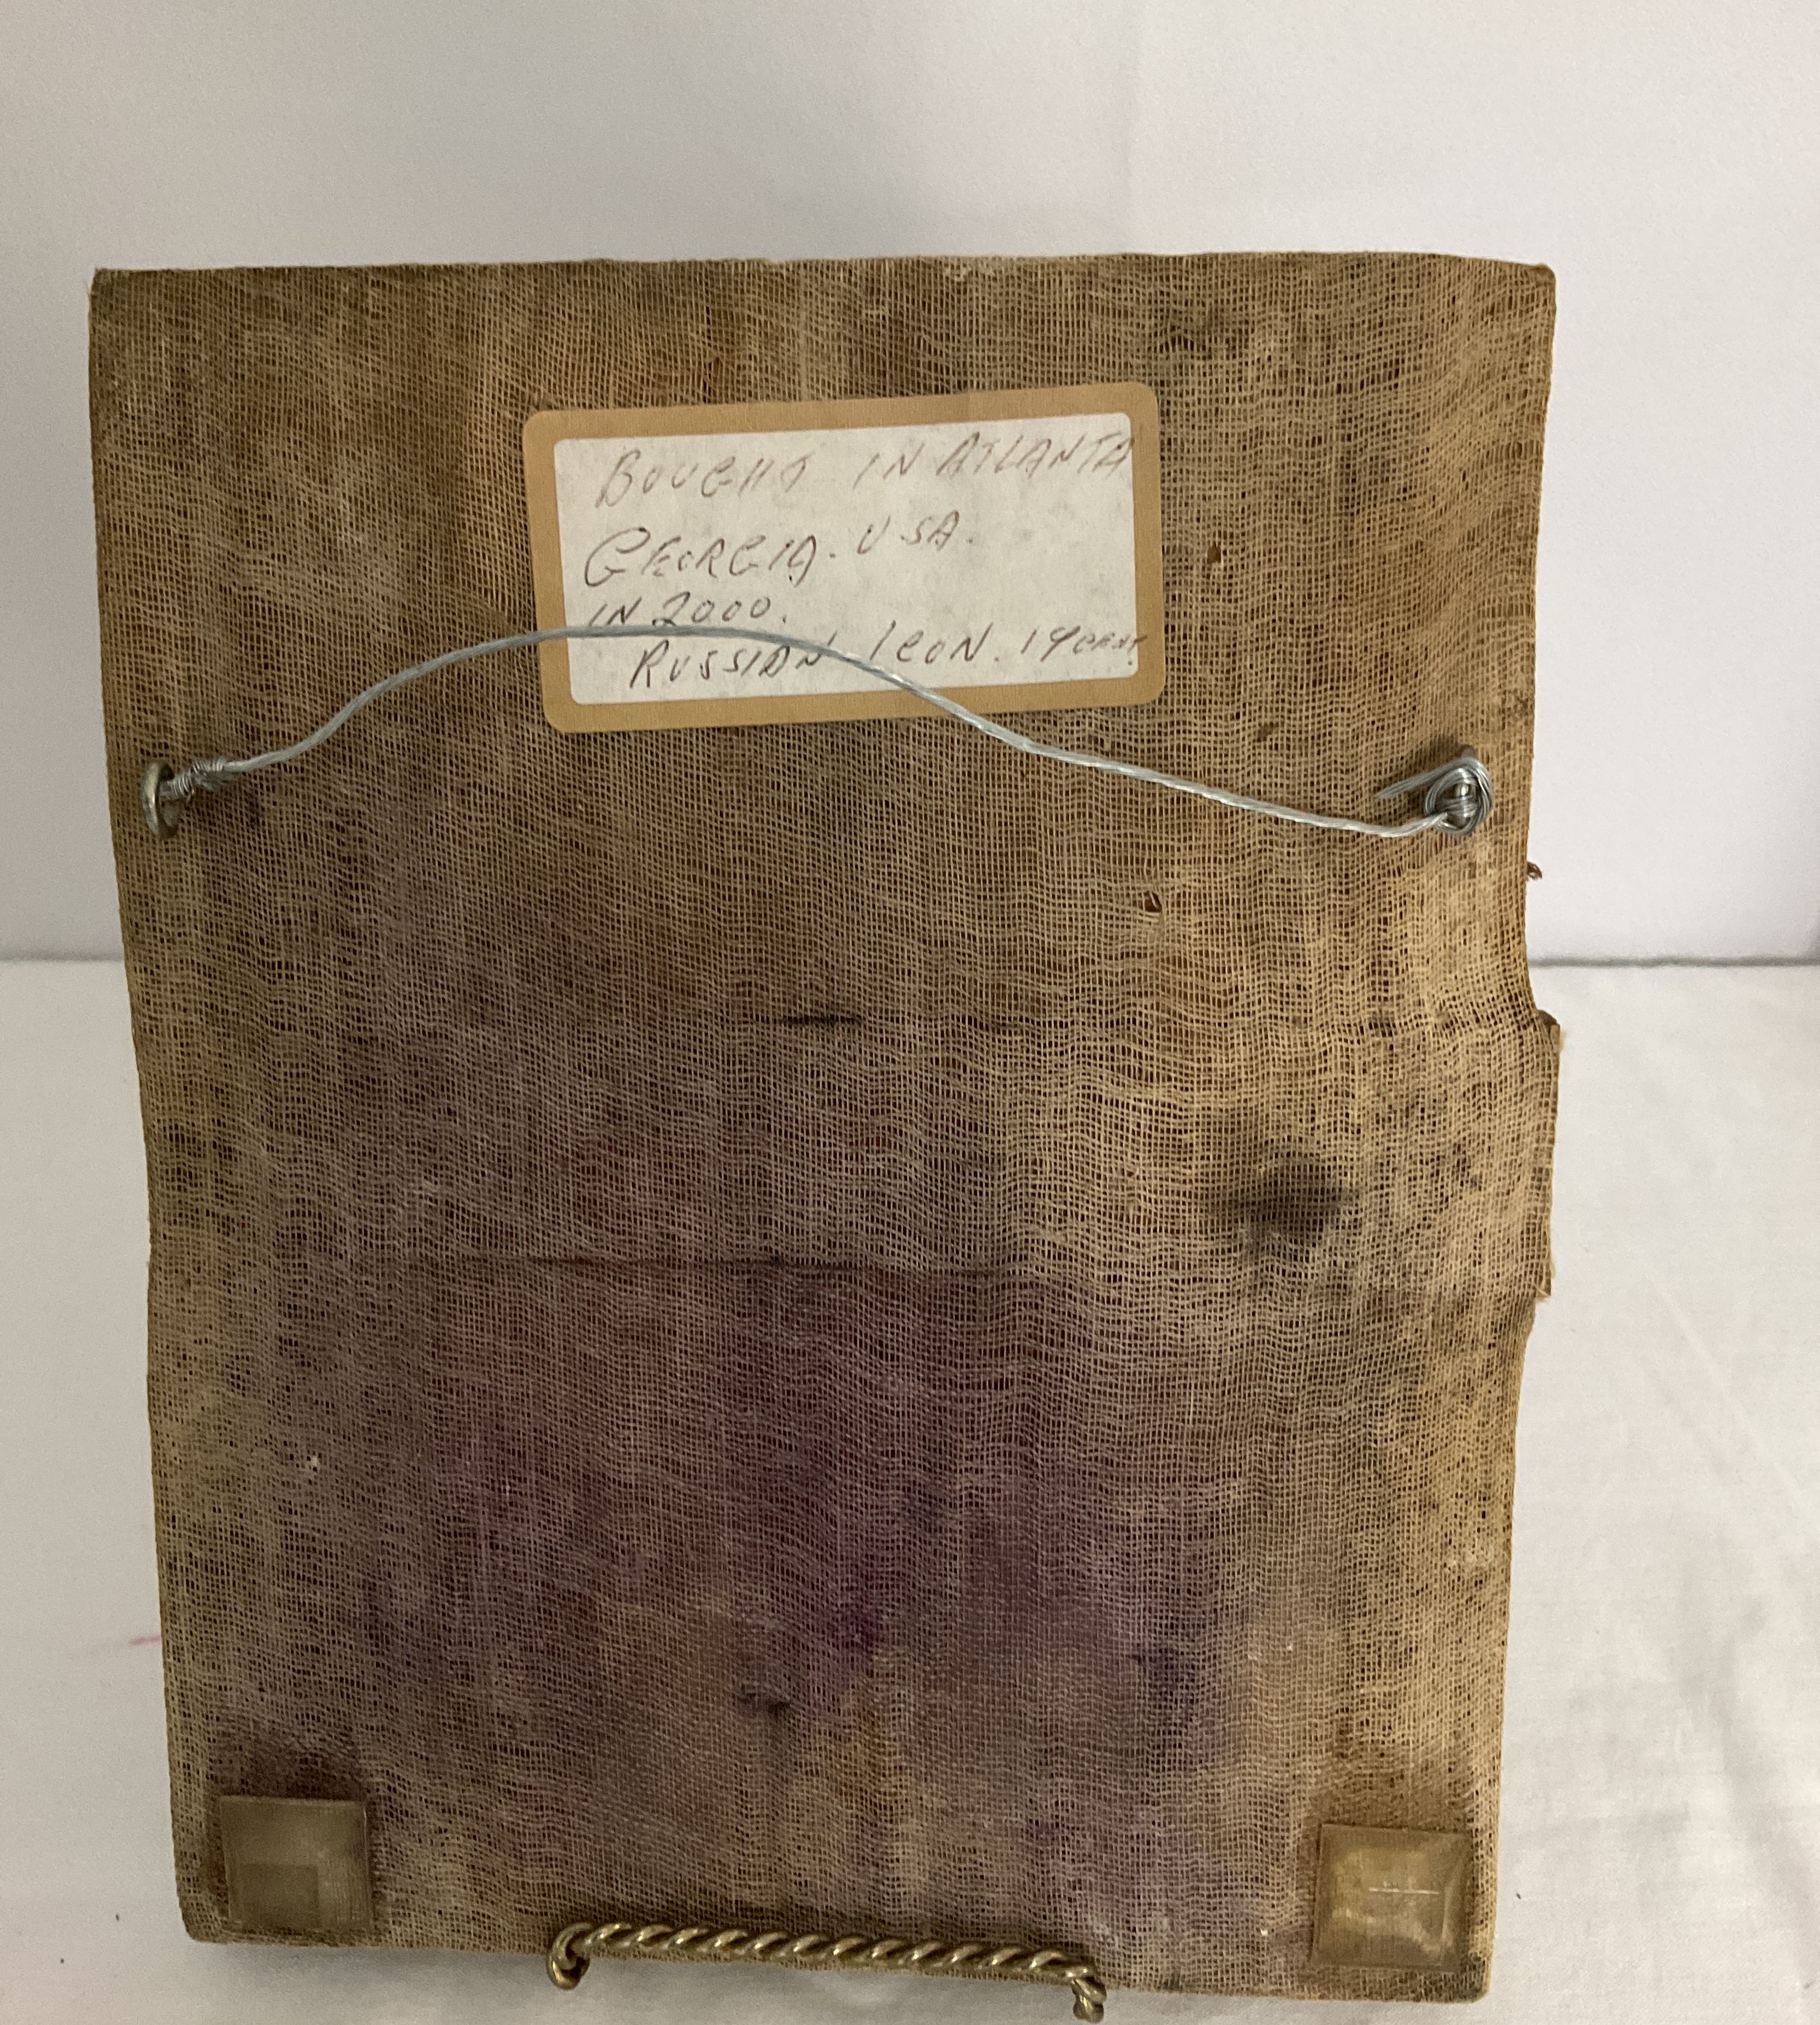 BOUGHT IN ATLANTA
GEORGIA. USA.
IN 2000.
RUSSIAN ICON. 19 CENT.